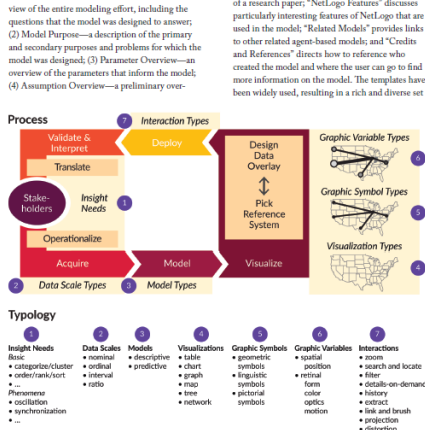 view of the entire modeling effort, including the
questions that the model was designed to answer;
(2) Model Purpose—a description of the primary
and secondary purposes and problems for which the
model was designed; (3) Parameter Overview—an
overview of the parameters that inform the model;
(4) Assumption Overview—a preliminary over-
of a research paper; "NetLogo Features" discusses
particularly interesting features of NetLogo that are
used in the model; "Related Models" provides links
to other related agent-based models; and "Credits
and References" directs how to reference who
created the model and where the user can go to find
more information on the model. The templates have
been widely used, resulting in a rich and diverse set
Process
7 Interaction Types
Validate &
Interpret
Deploy
Translate
Stake-
holders
Insight
Needs
1
Operationalize
Acquire
Model
Visualize
Design
Data
Overlay
Pick
Reference
System
Graphic Variable Types
6
Graphic Symbol Types
5
Visualization Types
4
2 Data Scale Types
3 Model Types
Typology
1
Insight Needs
Basic
• categorize/cluster
• order/rank/sort
• ...
Phenomena
• oscillation
• synchronization
• ...
2
Data Scales
• nominal
• ordinal
• interval
• ratio
3
Models
• descriptive
• predictive
4
Visualizations
• table
• chart
• graph
• map
• tree
• network
5
Graphic Symbols
• geometric
symbols
• linguistic
symbols
• pictorial
symbols
6
Graphic Variables
• spatial
position
• retinal
form
color
optics
motion
7
Interactions
• zoom
• search and locate
• filter
• details-on-demand
• history
• extract
• link and brush
• projection
• distortion